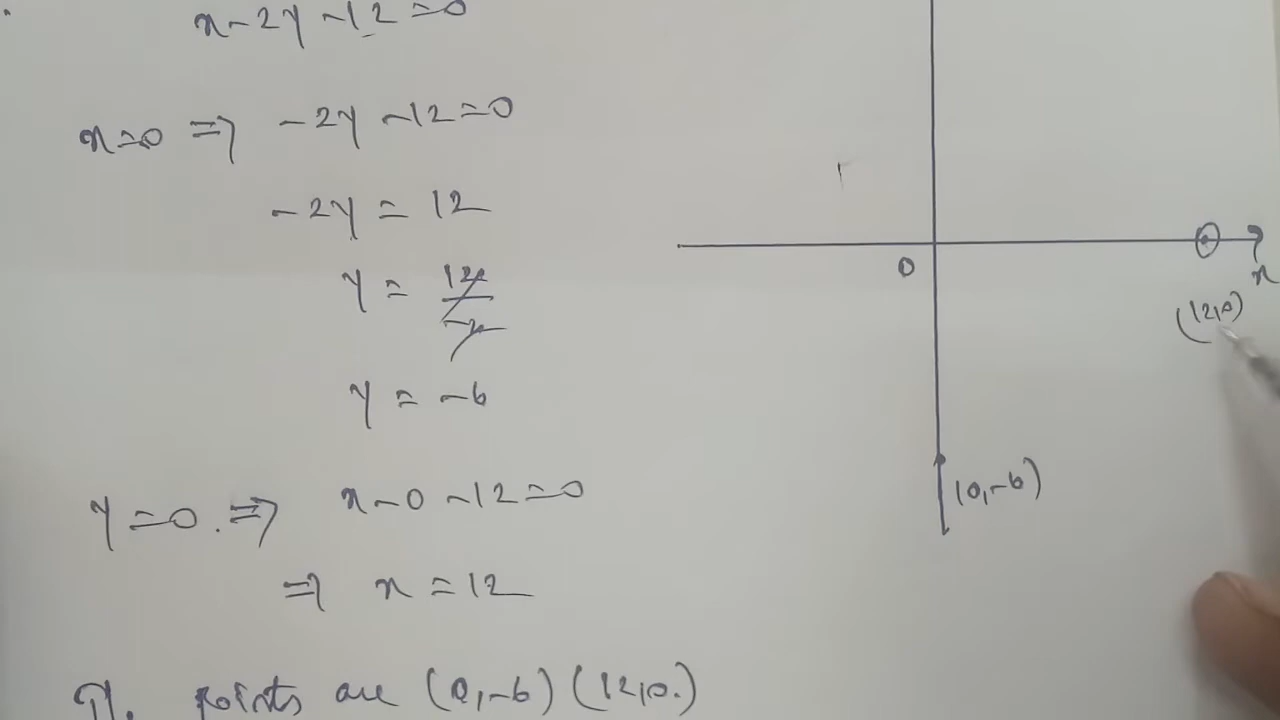 x-2y-12=0
x=0 ⇒ -2y-12=0
-2y = 12
y = 12/-2
y = -6
y=0. ⇒ x-0-12=0
⇒ x=12
points are (0,-6) (12,0.)
0
x
(12,0)
(0,-6)